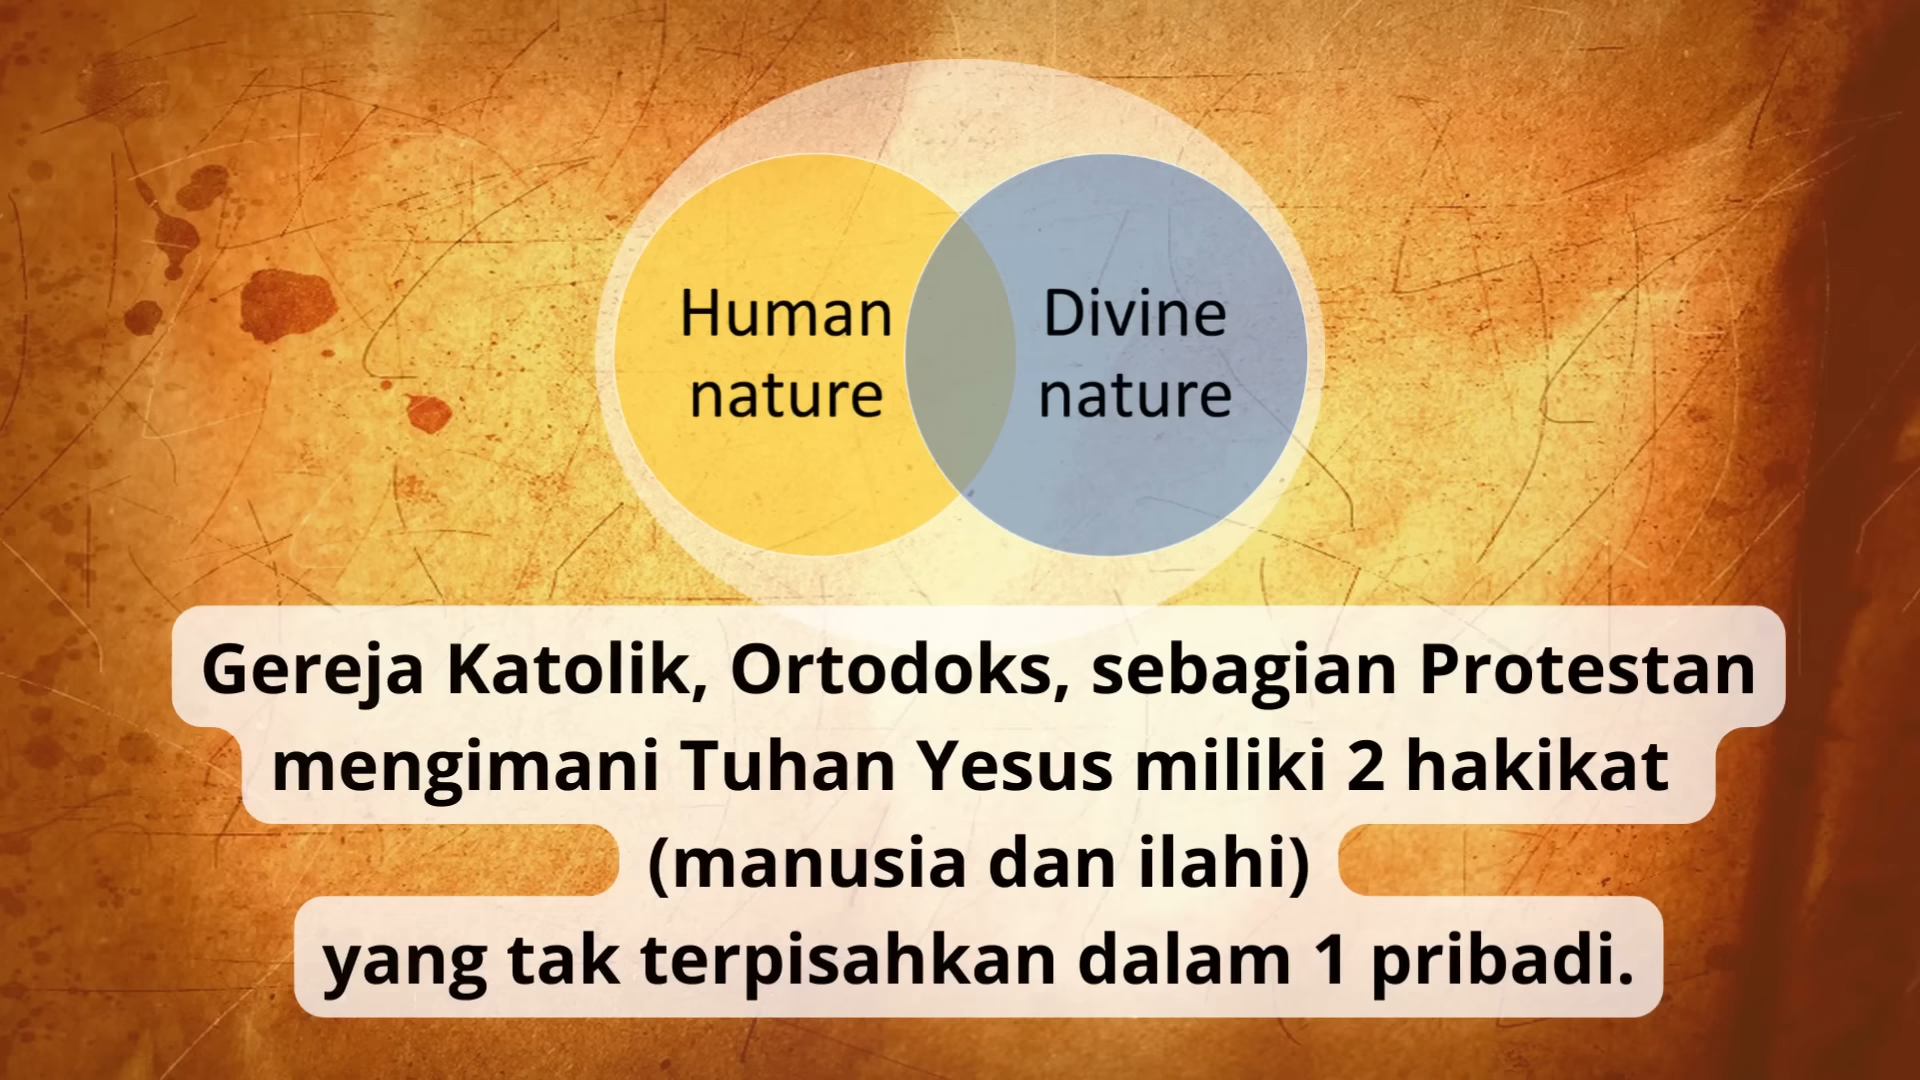 Human
nature
Divine
nature
Gereja Katolik, Ortodoks, sebagian Protestan
mengimani Tuhan Yesus miliki 2 hakikat
(manusia dan ilahi)
yang tak terpisahkan dalam 1 pribadi.